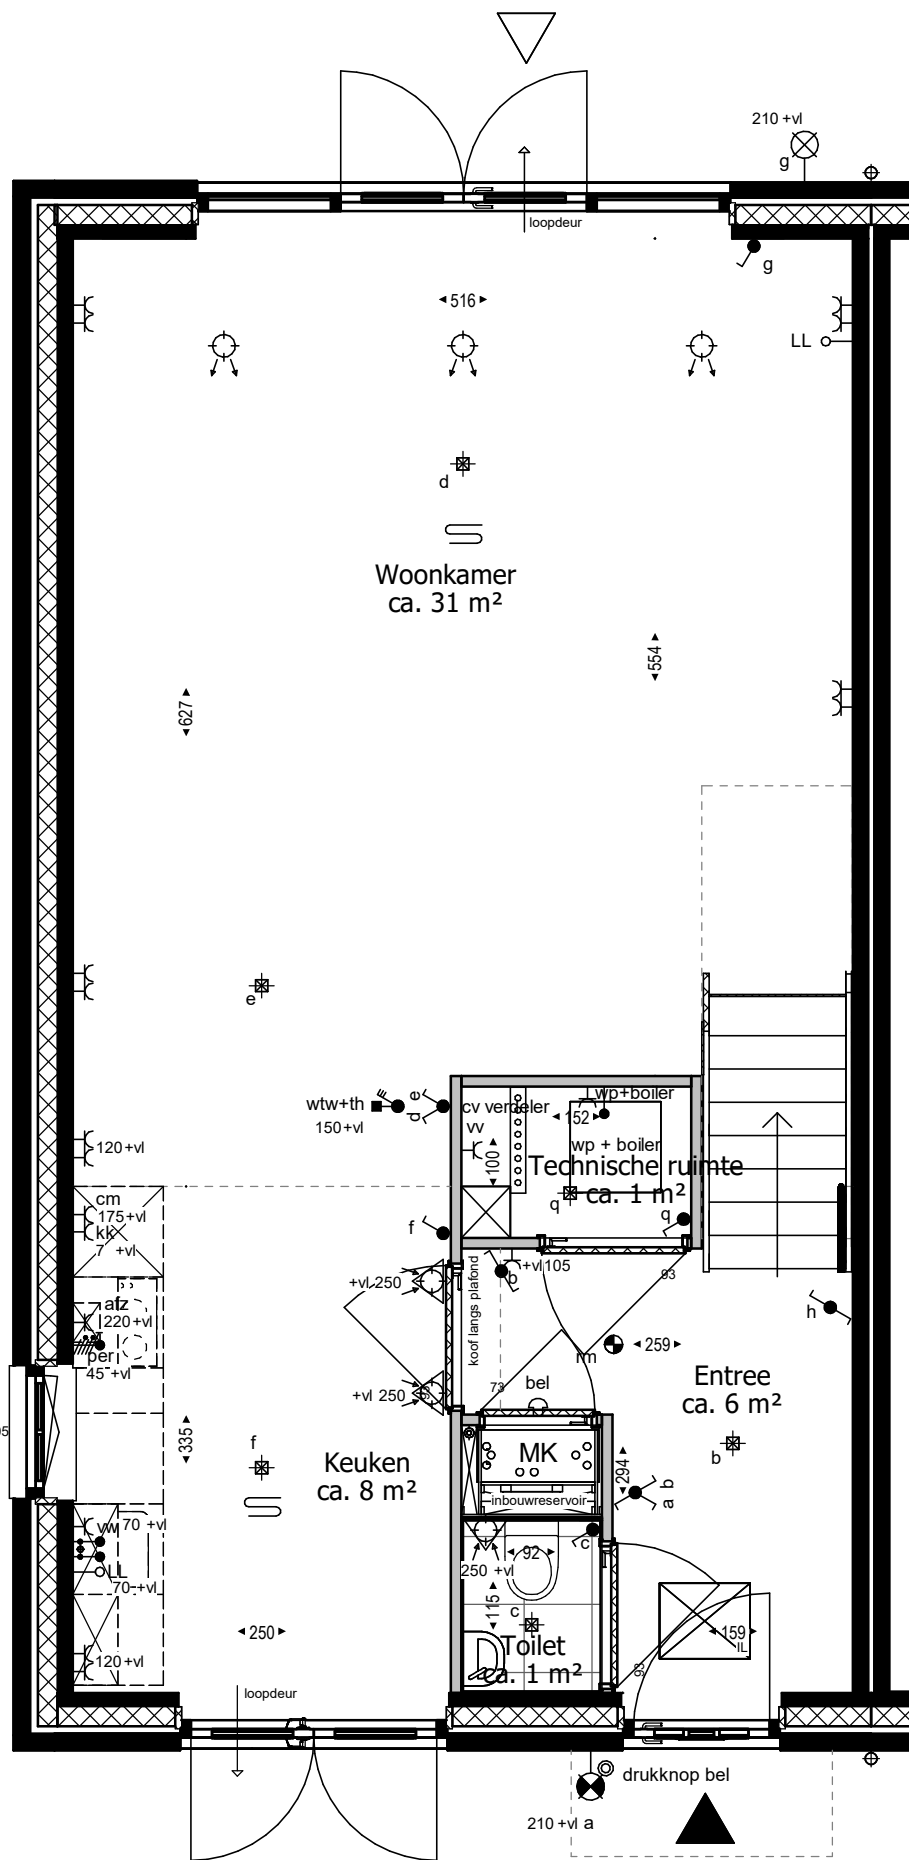 210 +vl
g
loopdeur
g
516
LL
d
Woonkamer
ca. 31 m²
554
627
e
wtw+th
150+vl
e
d
cv verdeler
vv
wp+boiler
152
wp + boiler
100
Technische ruimte
ca. 1 m²
q
q
120+vl
cm
175+vl
kk
7 +vl
f
+vl 250
koof langs plafond
b
+vl 105
93
h
afz
220+vl
per
45 +vl
rm
259
+vl 250
93
73
bel
Entree
ca. 6 m²
335
f
Keuken
ca. 8 m²
MK
inbouwreservoir
294
b
b
a
vw
70 +vl
LL
70+vl
c
92
250 +vl
115
c
Toilet
ca. 1 m²
120+vl
250
159
IL
93
loopdeur
drukknop bel
210 +vl a